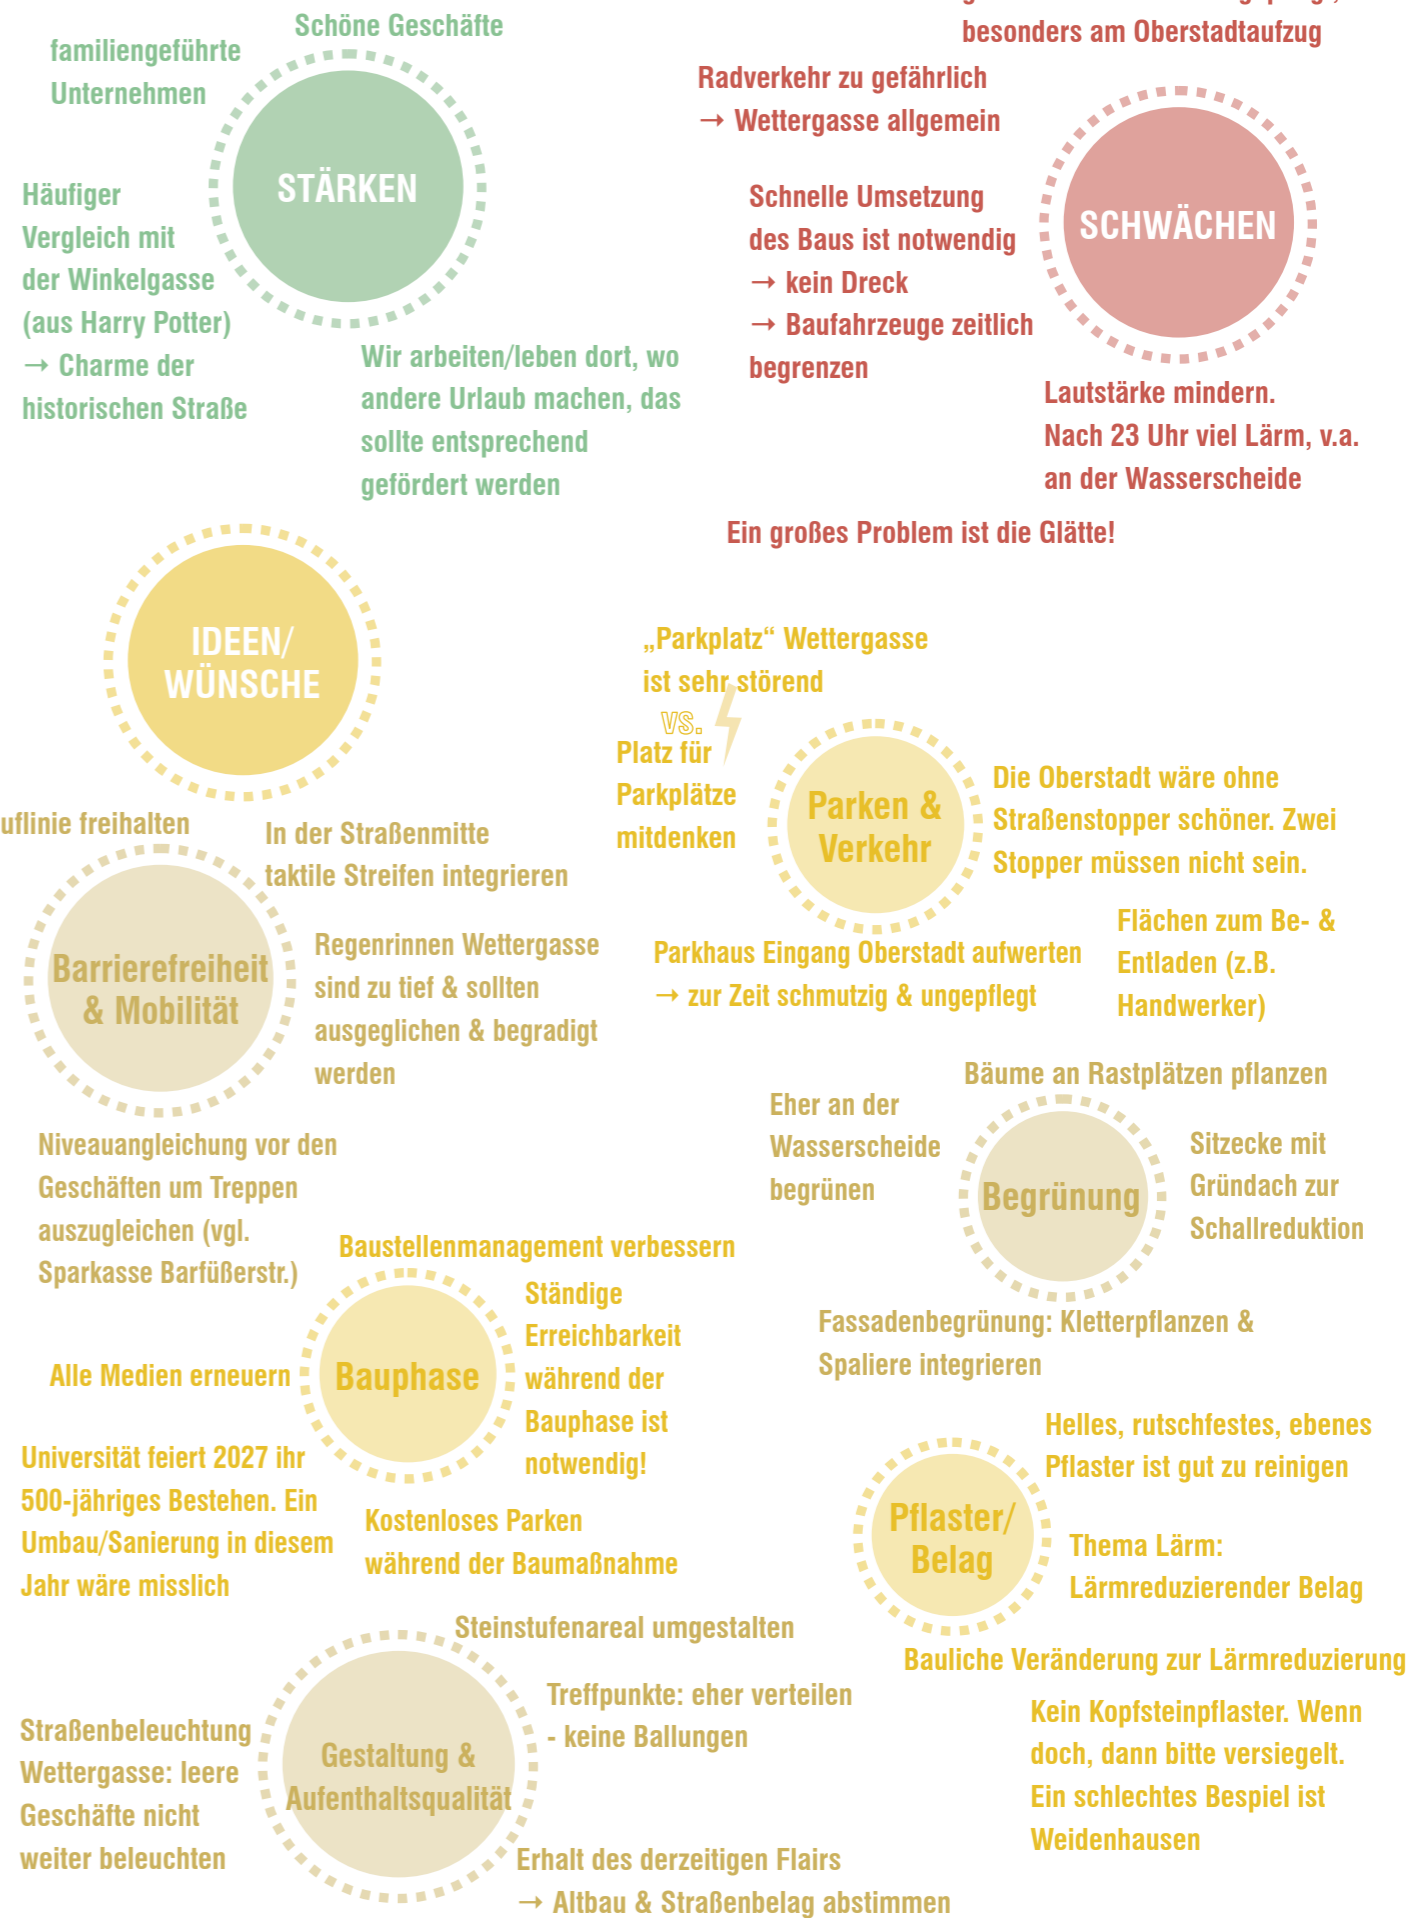 Schöne Geschäfte
familiengeführte
Unternehmen
STÄRKEN
Häufiger
Vergleich mit
der Winkelgasse
(aus Harry Potter)
→ Charme der
historischen Straße
Wir arbeiten/leben dort, wo
andere Urlaub machen, das
sollte entsprechend
gefördert werden
besonders am Oberstadtaufzug
Radverkehr zu gefährlich
→ Wettergasse allgemein
SCHWÄCHEN
Schnelle Umsetzung
des Baus ist notwendig
→ kein Dreck
→ Baufahrzeuge zeitlich
begrenzen
Lautstärke mindern.
Nach 23 Uhr viel Lärm, v.a.
an der Wasserscheide
Ein großes Problem ist die Glätte!
IDEEN/
WÜNSCHE
„Parkplatz“ Wettergasse
ist sehr störend
vs.
Platz für
Parkplätze
mitdenken
Parken &
Verkehr
Die Oberstadt wäre ohne
Straßenstopper schöner. Zwei
Stopper müssen nicht sein.
Flächen zum Be- &
Entladen (z.B.
Handwerker)
Parkhaus Eingang Oberstadt aufwerten
→ zur Zeit schmutzig & ungepflegt
uflinie freihalten
In der Straßenmitte
taktile Streifen integrieren
Barrierefreiheit
& Mobilität
Regenrinnen Wettergasse
sind zu tief & sollten
ausgeglichen & begradigt
werden
Niveauangleichung vor den
Geschäften um Treppen
auszugleichen (vgl.
Sparkasse Barfüßerstr.)
Bäume an Rastplätzen pflanzen
Eher an der
Wasserscheide
begrünen
Begrünung
Sitzecke mit
Gründach zur
Schallreduktion
Fassadenbegrünung: Kletterpflanzen &
Spaliere integrieren
Baustellenmanagement verbessern
Ständige
Erreichbarkeit
während der
Bauphase ist
notwendig!
Alle Medien erneuern
Bauphase
Universität feiert 2027 ihr
500-jähriges Bestehen. Ein
Umbau/Sanierung in diesem
Jahr wäre misslich
Kostenloses Parken
während der Baumaßnahme
Helles, rutschfestes, ebenes
Pflaster ist gut zu reinigen
Pflaster/
Belag
Thema Lärm:
Lärmreduzierender Belag
Bauliche Veränderung zur Lärmreduzierung
Kein Kopfsteinpflaster. Wenn
doch, dann bitte versiegelt.
Ein schlechtes Bespiel ist
Weidenhausen
Steinstufenareal umgestalten
Treffpunkte: eher verteilen
- keine Ballungen
Straßenbeleuchtung
Wettergasse: leere
Geschäfte nicht
weiter beleuchten
Gestaltung &
Aufenthaltsqualität
Erhalt des derzeitigen Flairs
→ Altbau & Straßenbelag abstimmen